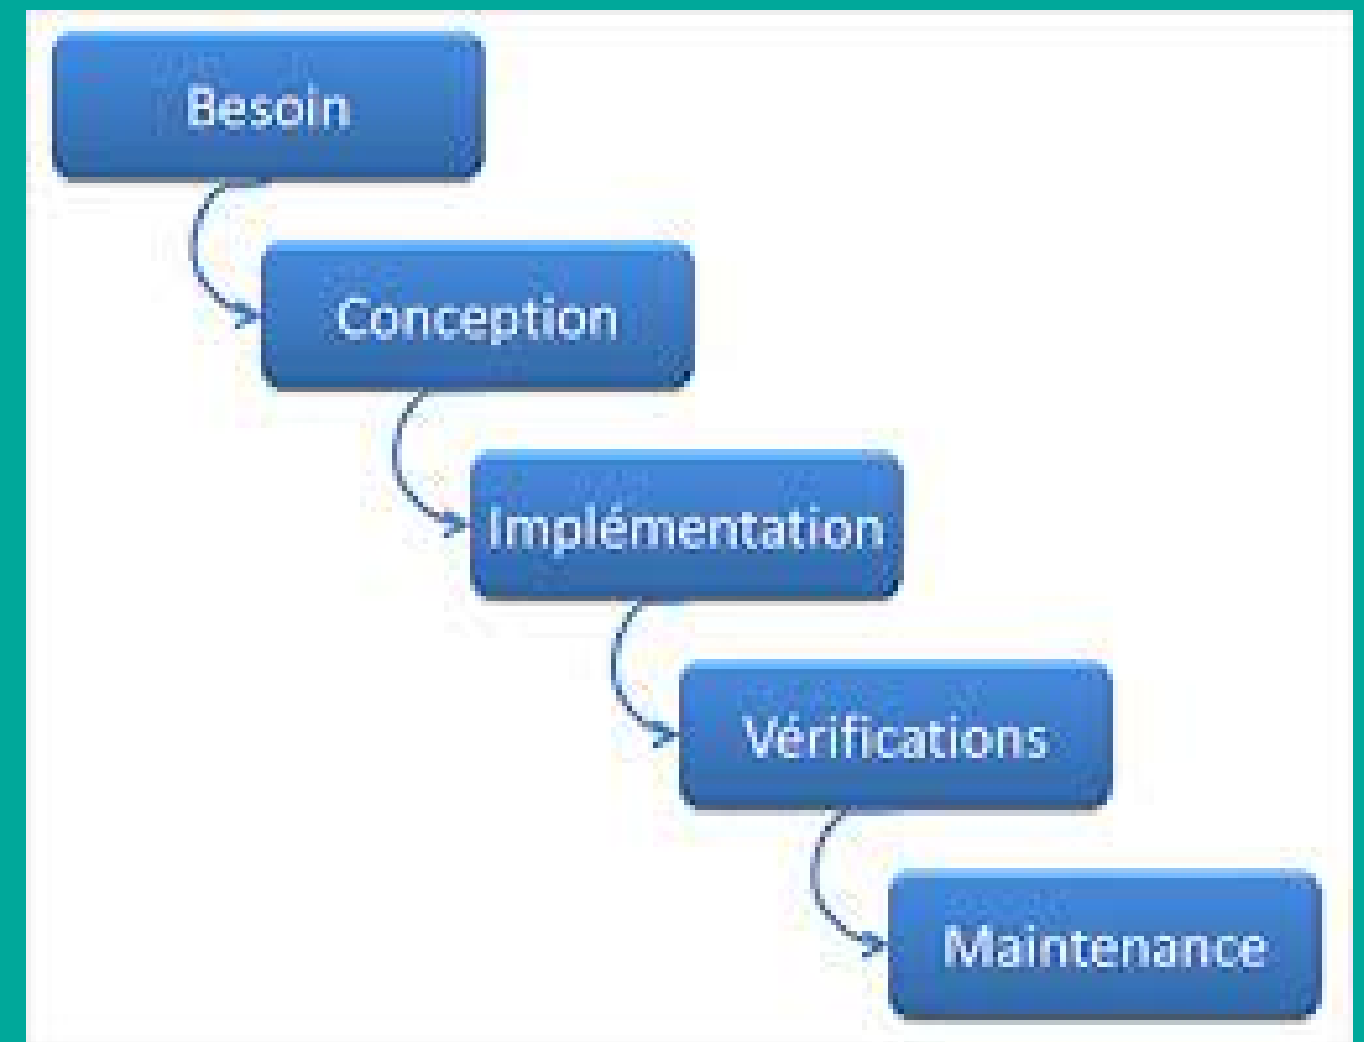 Besoin
Conception
Implémentation
Vérifications
Maintenance